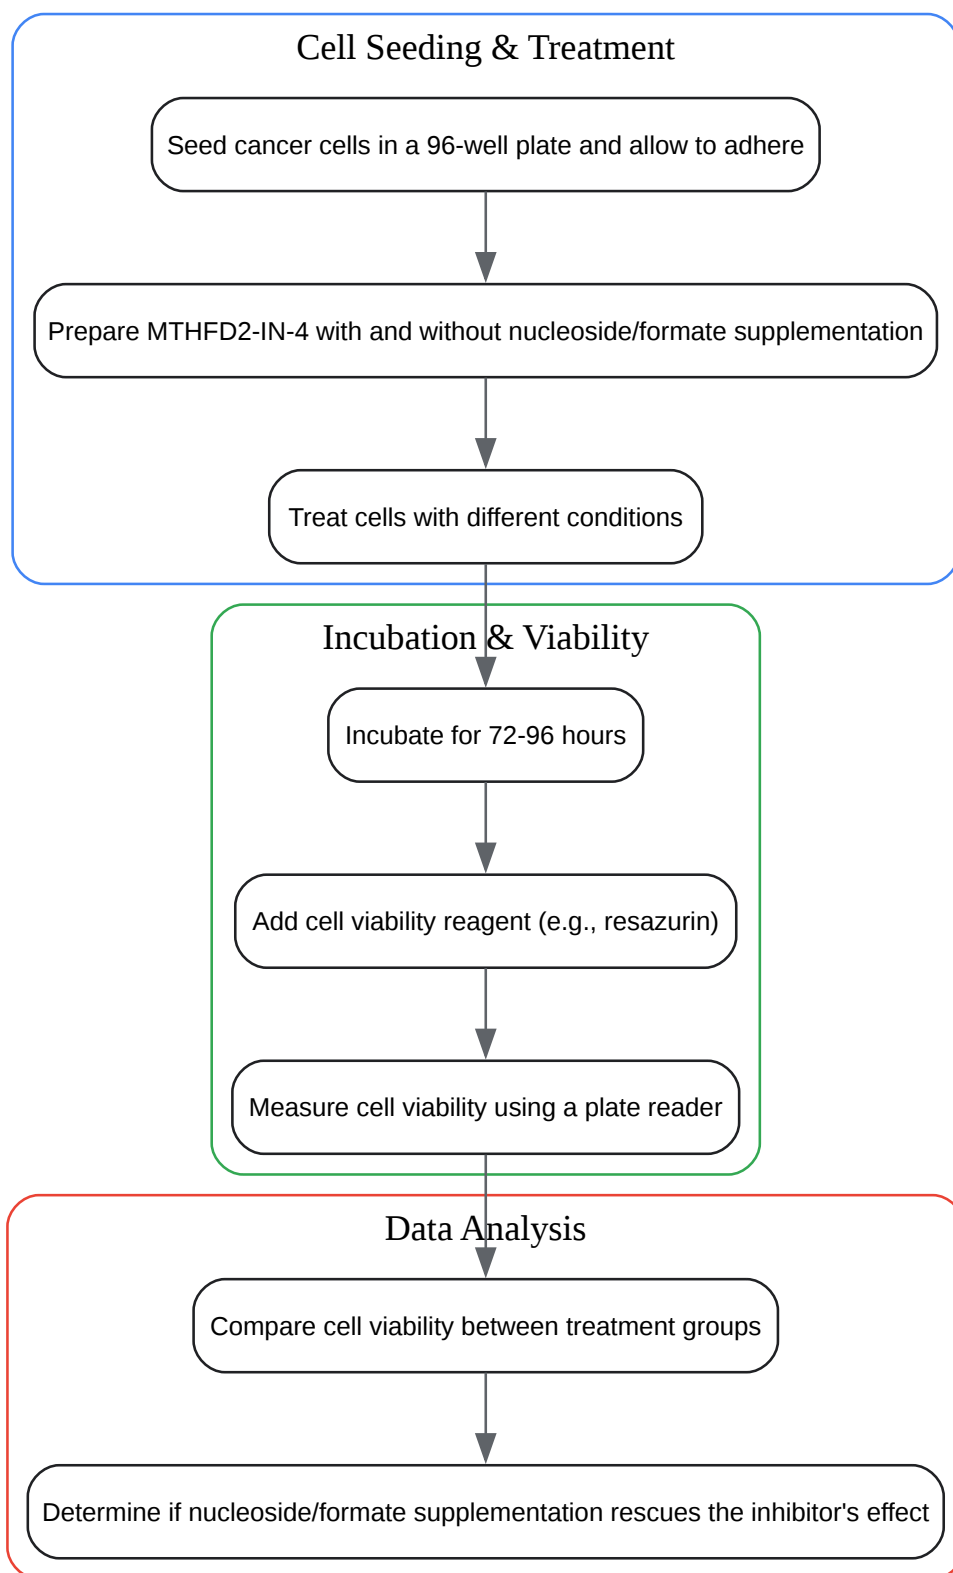 Cell Seeding & Treatment
Seed cancer cells in a 96-well plate and allow to adhere
Prepare MTHFD2-IN-4 with and without nucleoside/formate supplementation
Treat cells with different conditions
Incubation & Viability
Incubate for 72-96 hours
Add cell viability reagent (e.g., resazurin)
Measure cell viability using a plate reader
Data Analysis
Compare cell viability between treatment groups
Determine if nucleoside/formate supplementation rescues the inhibitor's effect